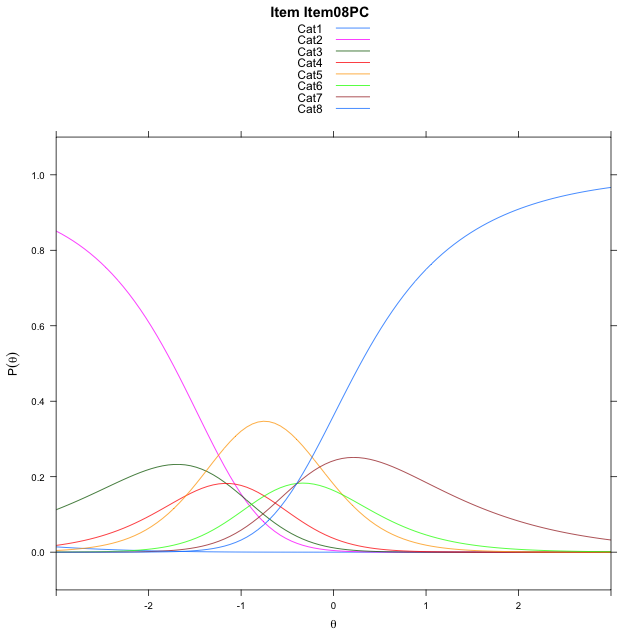 Item Item08PC
Cat1
Cat2
Cat3
Cat4
Cat5
Cat6
Cat7
Cat8
1.0
0.8
0.6
0.4
0.2
0.0
P(θ)
-2 -1 0 1 2
θ